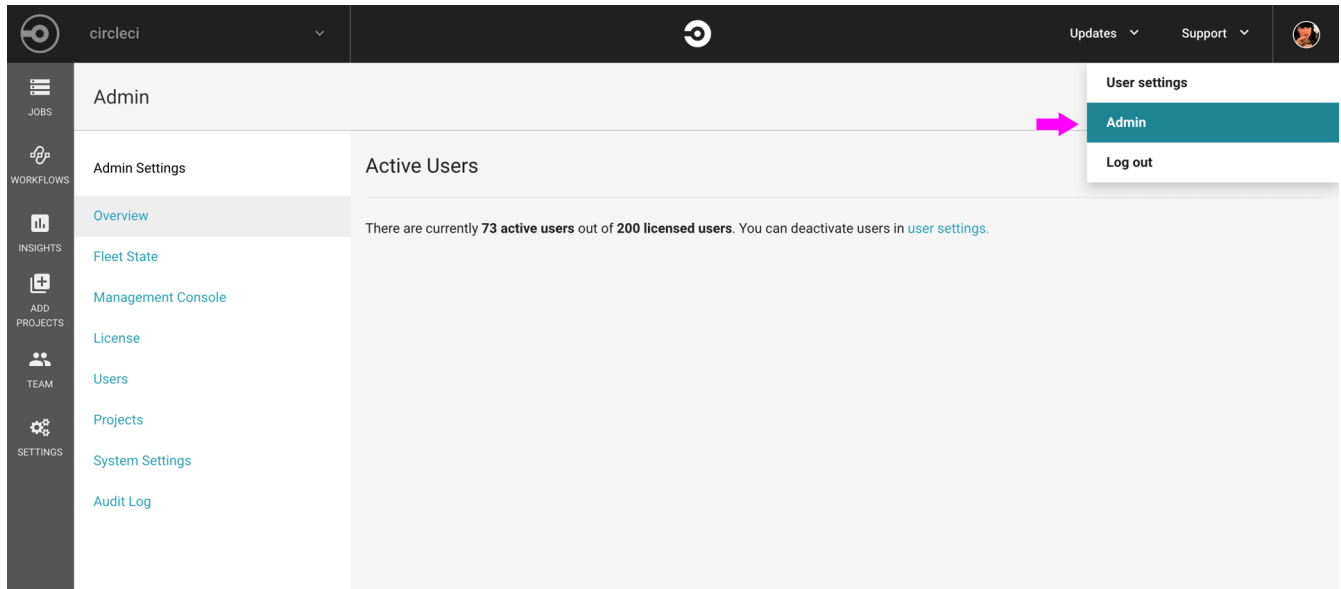 circleci
Updates
Support
User settings
Admin
Log out
JOBS
WORKFLOWS
INSIGHTS
ADD
PROJECTS
TEAM
SETTINGS
Admin
Admin Settings
Overview
Fleet State
Management Console
License
Users
Projects
System Settings
Audit Log
Active Users
There are currently 73 active users out of 200 licensed users. You can deactivate users in user settings.